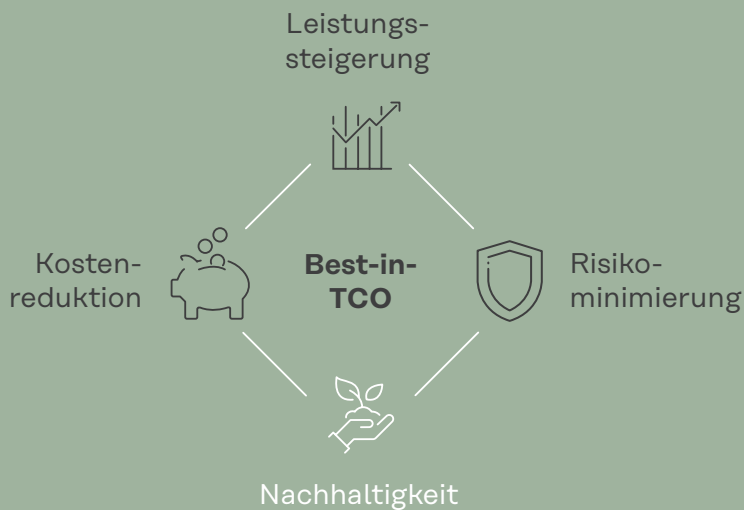 Leistungs-
steigerung
Kosten-
reduktion
Best-in-
TCO
Risiko-
minimierung
Nachhaltigkeit